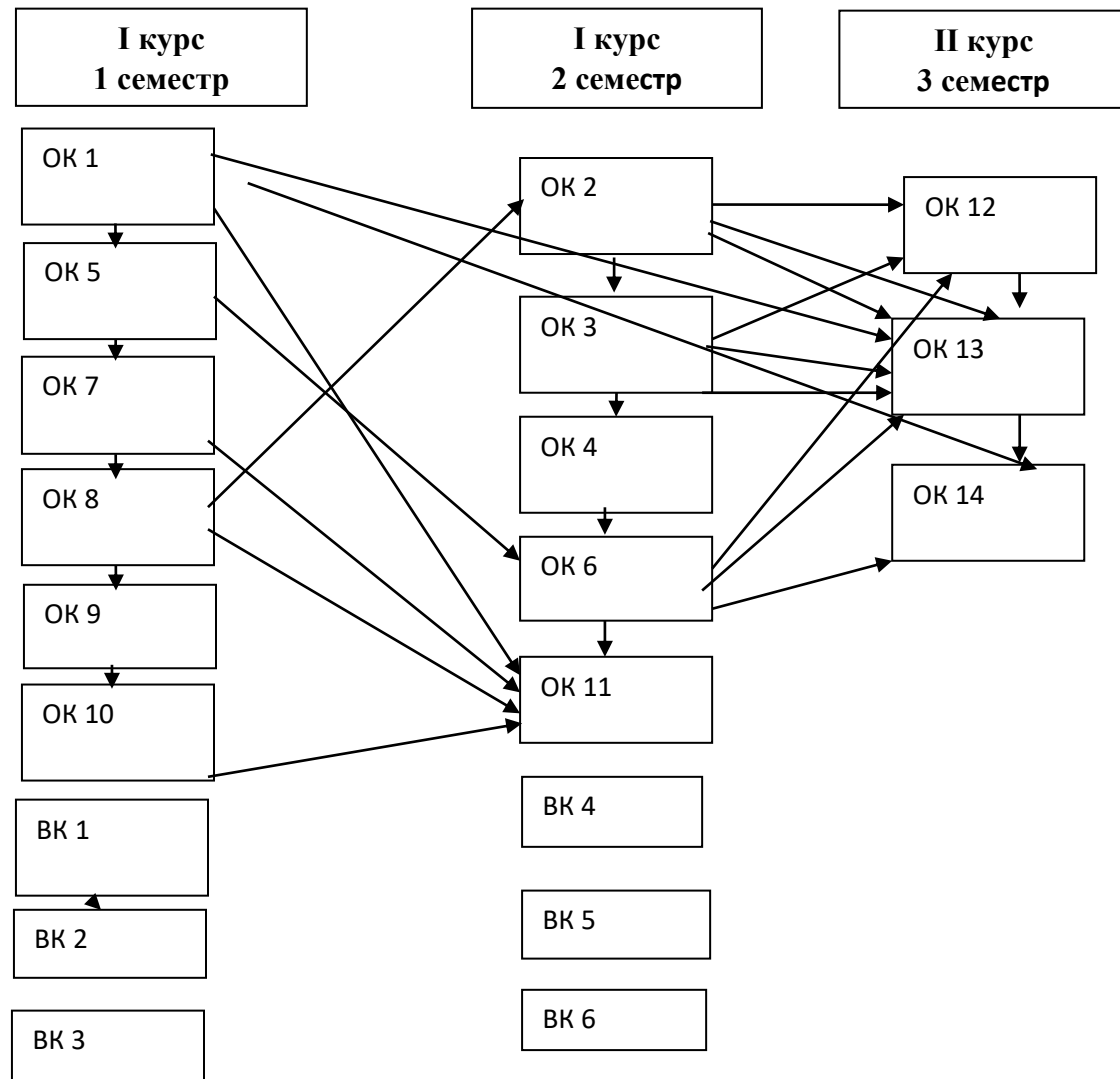 I курс
1 семестр
I курс
2 семестр
II курс
3 семестр
ОК 1
ОК 5
ОК 7
ОК 8
ОК 9
ОК 10
ВК 1
ВК 2
ВК 3
ОК 2
ОК 3
ОК 4
ОК 6
ОК 11
ВК 4
ВК 5
ВК 6
ОК 12
ОК 13
ОК 14